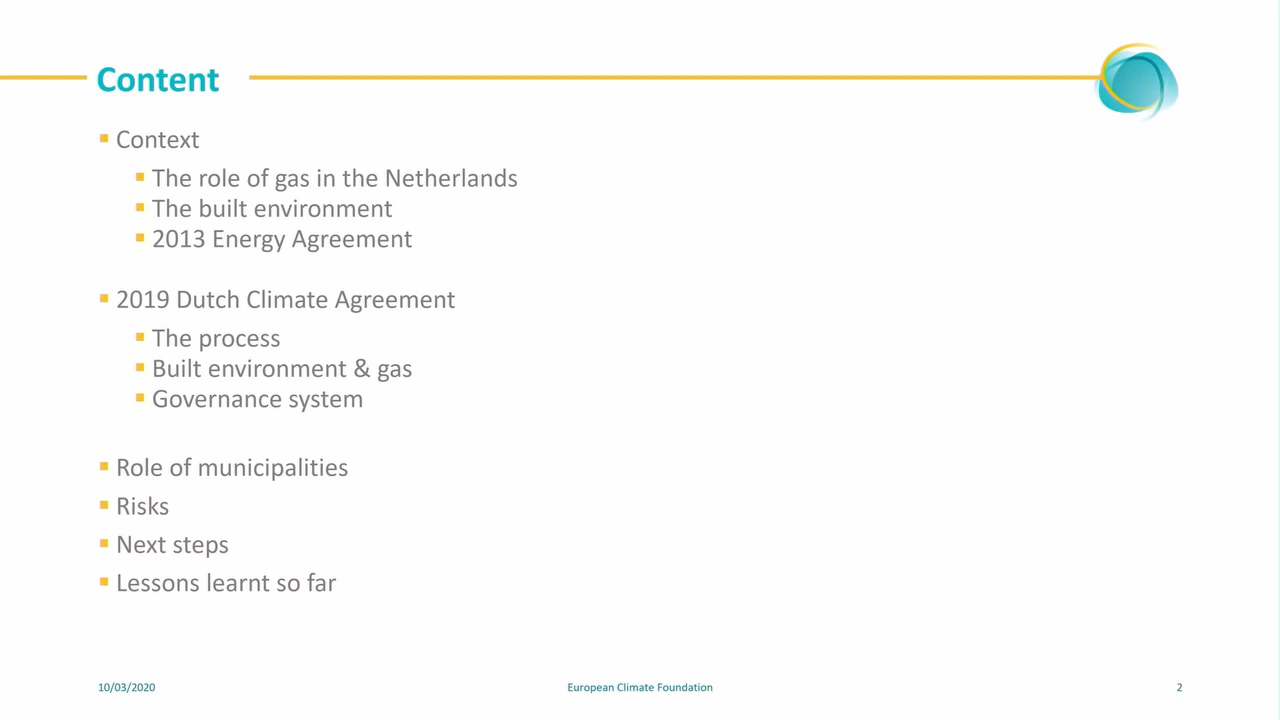 Content
Context
The role of gas in the Netherlands
The built environment
2013 Energy Agreement
2019 Dutch Climate Agreement
The process
Built environment & gas
Governance system
Role of municipalities
Risks
Next steps
Lessons learnt so far
10/03/2020
European Climate Foundation
2